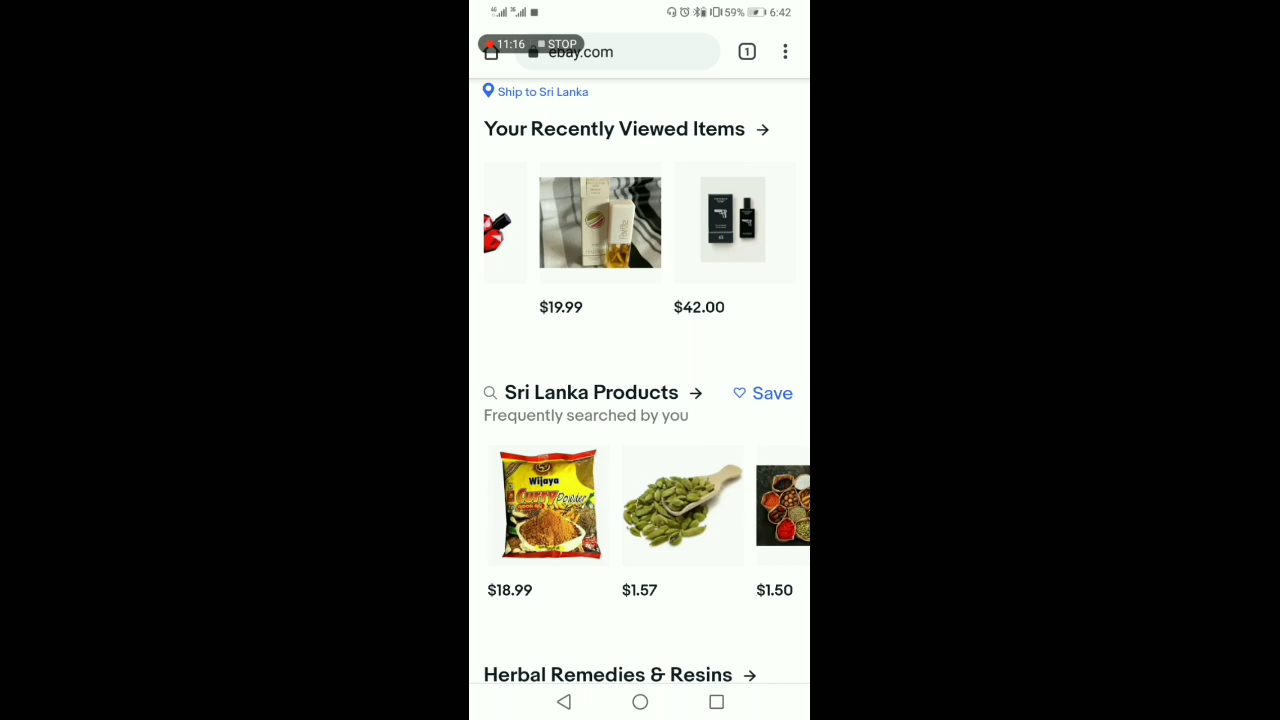 11:16 STOP
59% 6:42
ebay.com
1
Ship to Sri Lanka
Your Recently Viewed Items →
$19.99
$42.00
Sri Lanka Products →
Save
Frequently searched by you
Wijaya
Curry Powder
$18.99
$1.57
$1.50
Herbal Remedies & Resins →